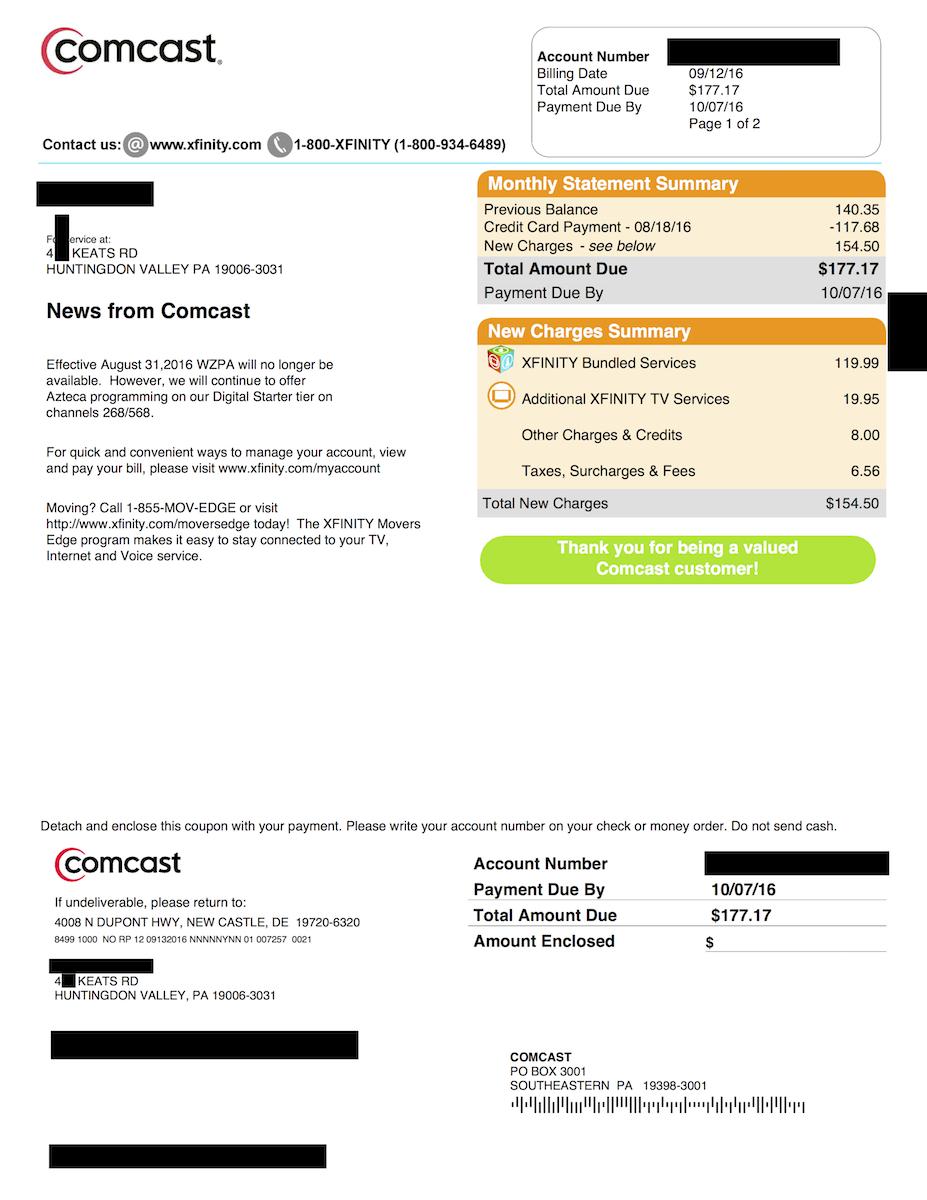 comcast.
Account Number
Billing Date 09/12/16
Total Amount Due $177.17
Payment Due By 10/07/16
Page 1 of 2
Contact us: @ www.xfinity.com 1-800-XFINITY (1-800-934-6489)
ervice at:
4 KEATS RD
HUNTINGDON VALLEY PA 19006-3031
News from Comcast
Effective August 31,2016 WZPA will no longer be
available. However, we will continue to offer
Azteca programming on our Digital Starter tier on
channels 268/568.
For quick and convenient ways to manage your account, view
and pay your bill, please visit www.xfinity.com/myaccount
Moving? Call 1-855-MOV-EDGE or visit
http://www.xfinity.com/moversedge today! The XFINITY Movers
Edge program makes it easy to stay connected to your TV,
Internet and Voice service.
Monthly Statement Summary
Previous Balance 140.35
Credit Card Payment - 08/18/16 -117.68
New Charges - see below 154.50
Total Amount Due $177.17
Payment Due By 10/07/16
New Charges Summary
XFINITY Bundled Services 119.99
Additional XFINITY TV Services 19.95
Other Charges & Credits 8.00
Taxes, Surcharges & Fees 6.56
Total New Charges $154.50
Thank you for being a valued
Comcast customer!
Detach and enclose this coupon with your payment. Please write your account number on your check or money order. Do not send cash.
comcast
If undeliverable, please return to:
4008 N DUPONT HWY, NEW CASTLE, DE 19720-6320
8499 1000 NO RP 12 09132016 NNNNNYNN 01 007257 0021
4 KEATS RD
HUNTINGDON VALLEY, PA 19006-3031
Account Number
Payment Due By 10/07/16
Total Amount Due $177.17
Amount Enclosed $
COMCAST
PO BOX 3001
SOUTHEASTERN PA 19398-3001